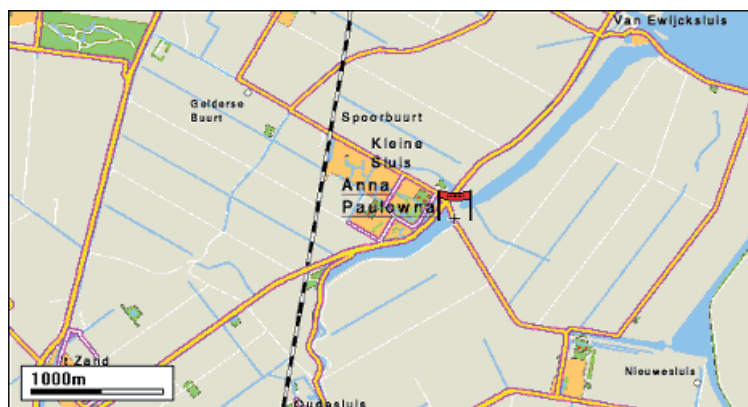 Van Ewijcksluis
Gelderse
Buurt
Spoorbuurt
Kleine
Sluis
Anna
Paulowna
't Zand
Nieuwesluis
1000m
Oudesluis